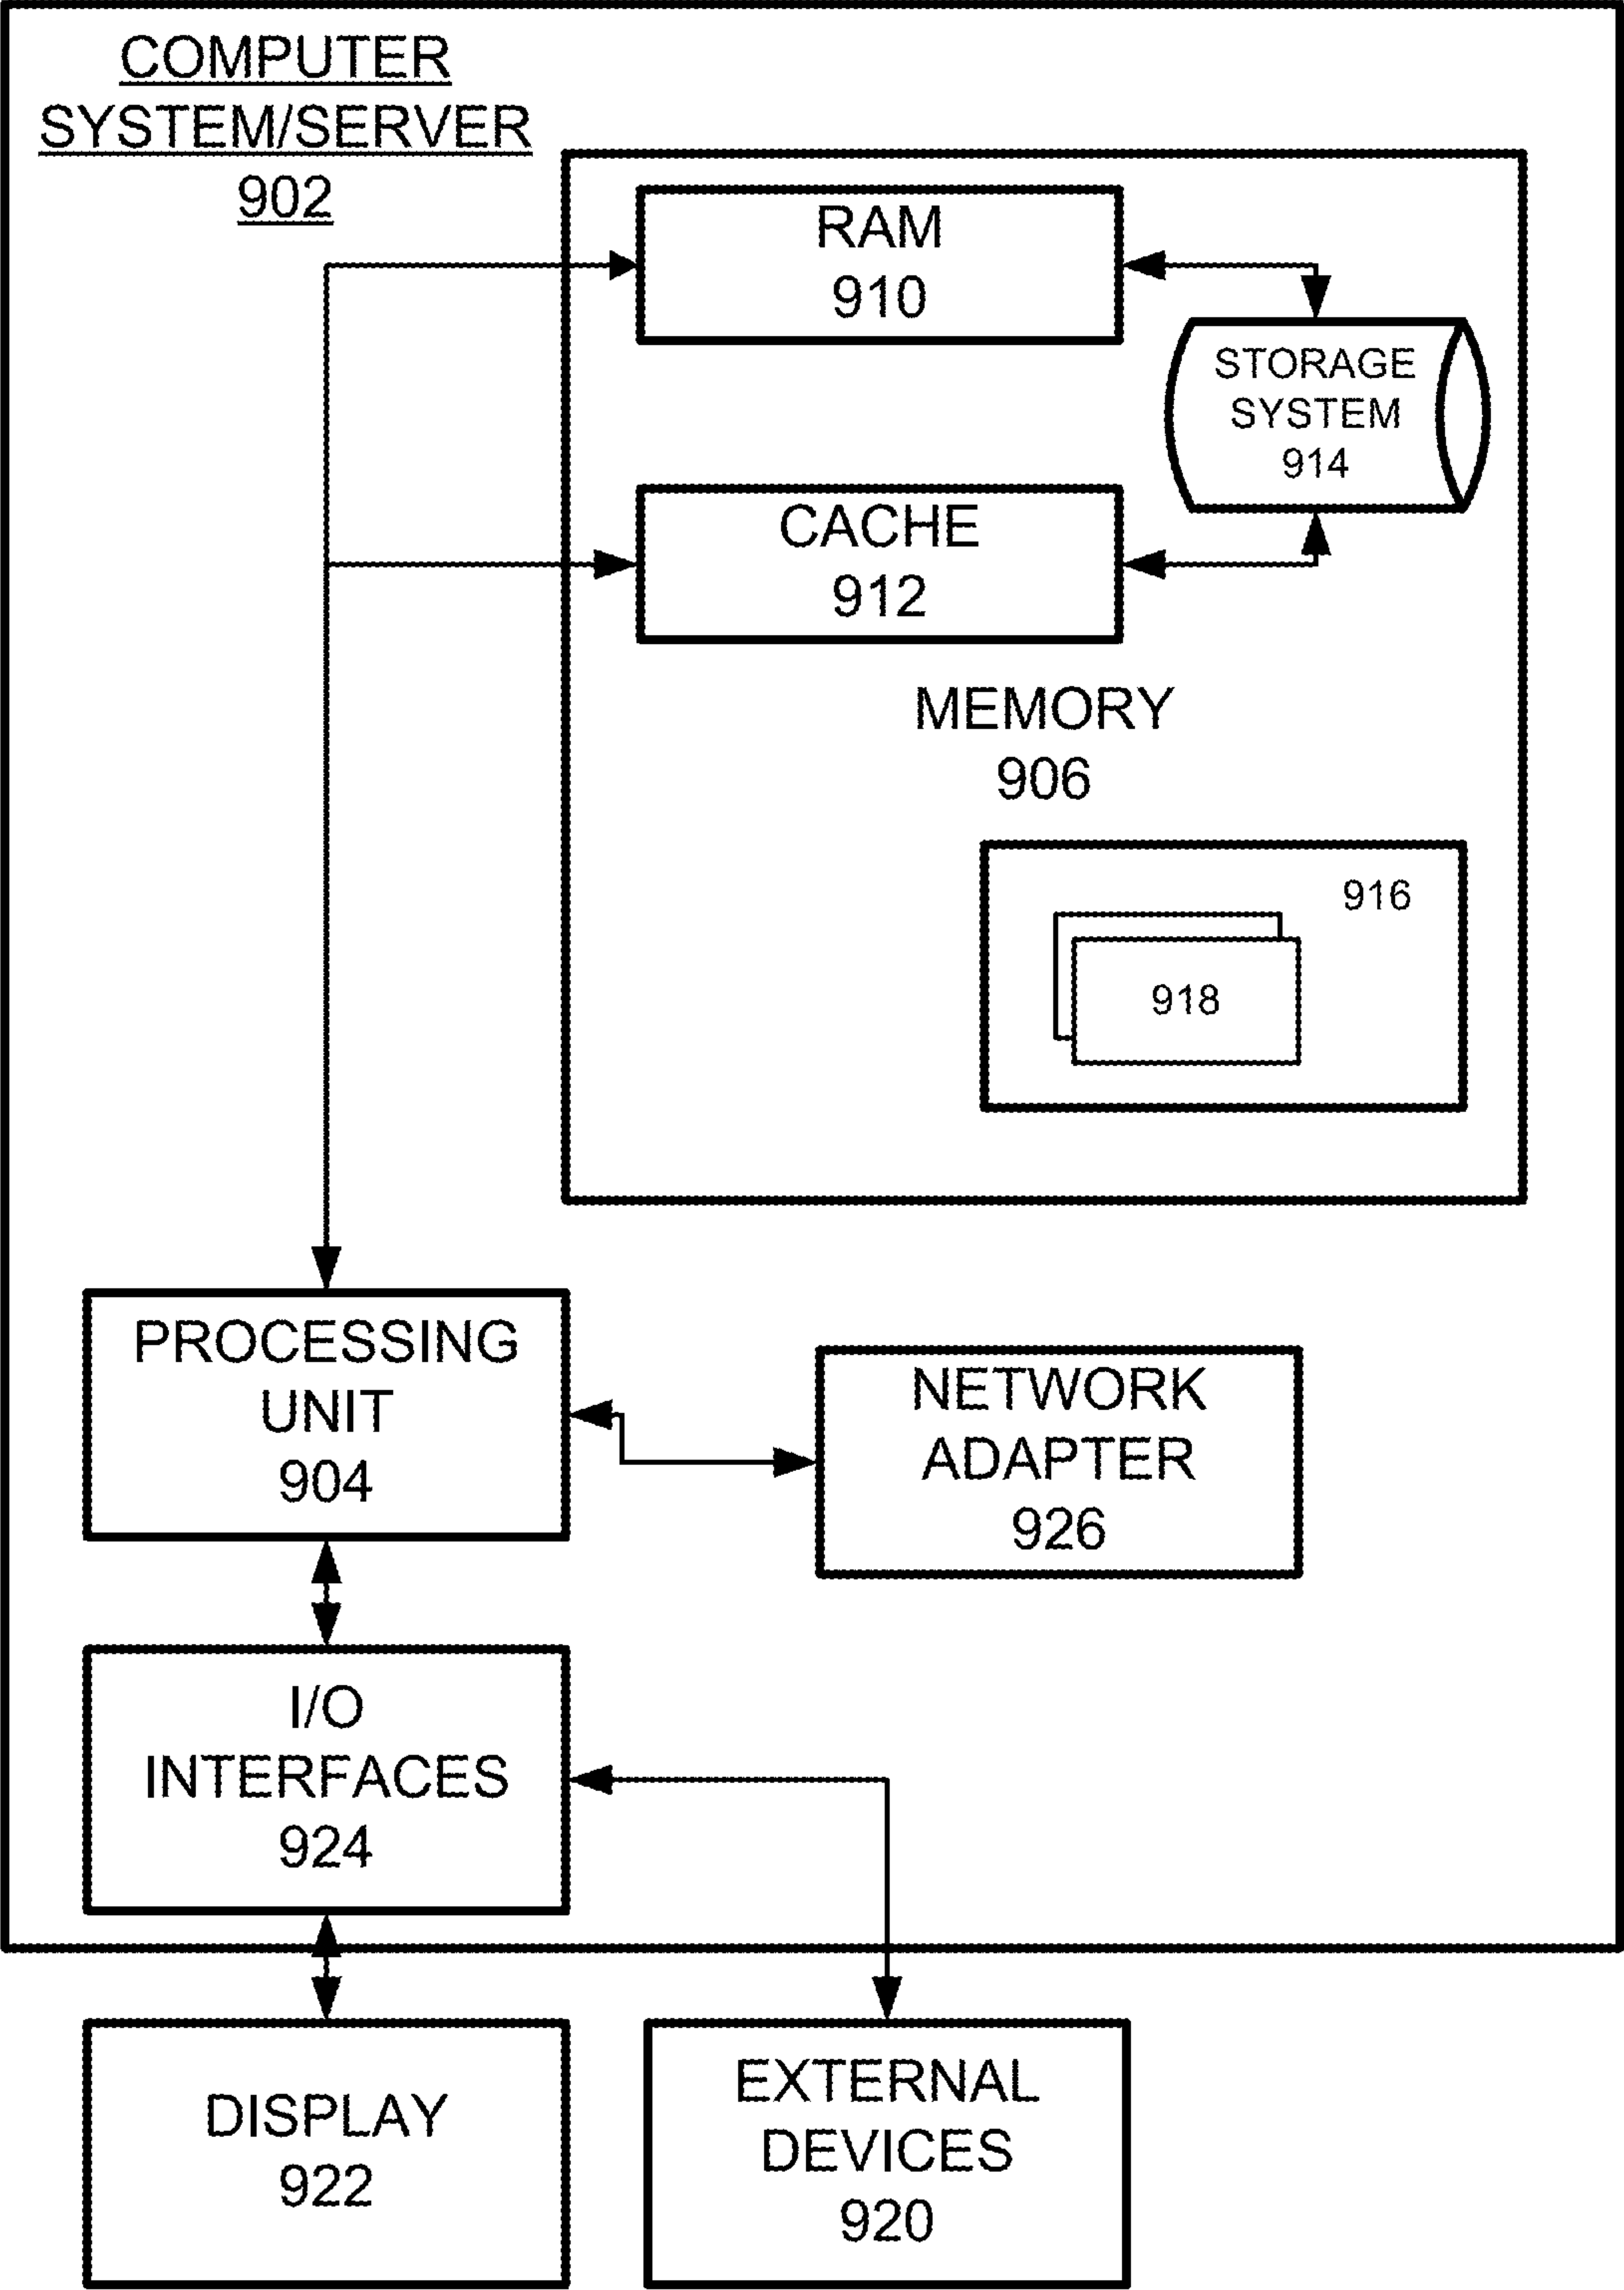 COMPUTER
SYSTEM/SERVER
902
RAM
910
STORAGE
SYSTEM
914
CACHE
912
MEMORY
906
916
918
PROCESSING
UNIT
904
NETWORK
ADAPTER
926
I/O
INTERFACES
924
DISPLAY
922
EXTERNAL
DEVICES
920